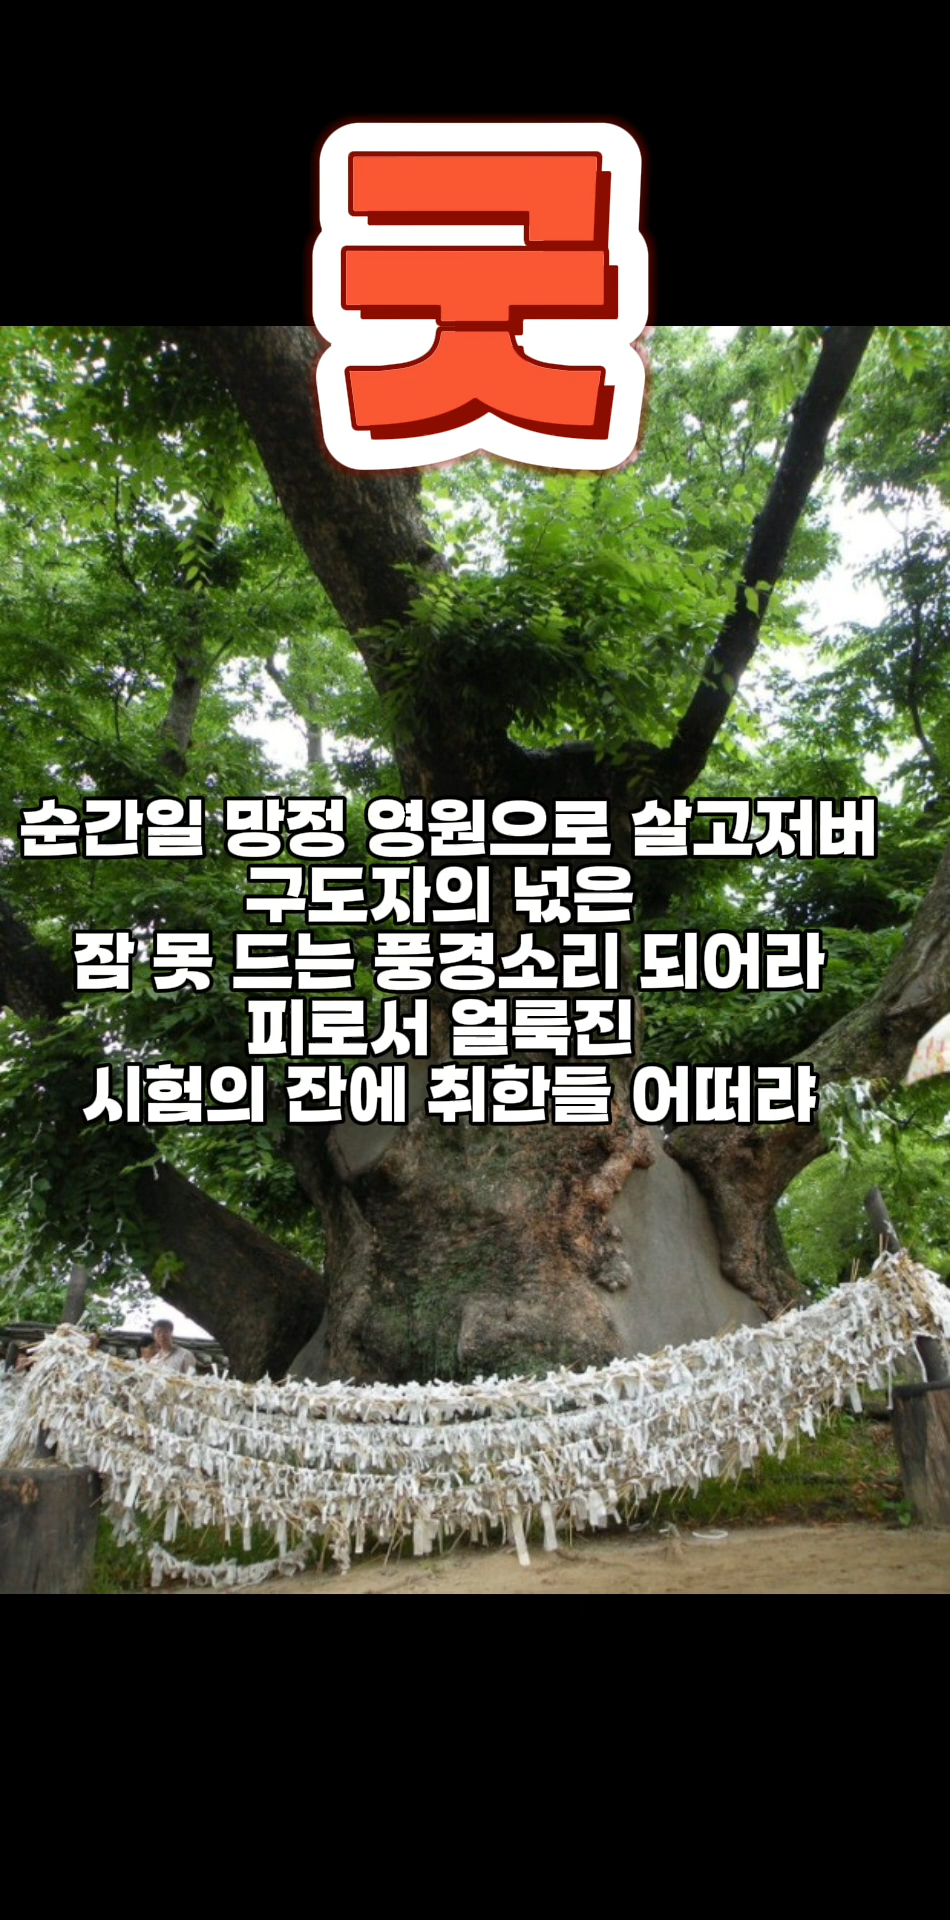 굿
순간일 망정 영원으로 살고저버
구도자의 넋은
잠 못 드는 풍경소리 되어라
피로서 얼룩진
시험의 잔에 취한들 어떠랴